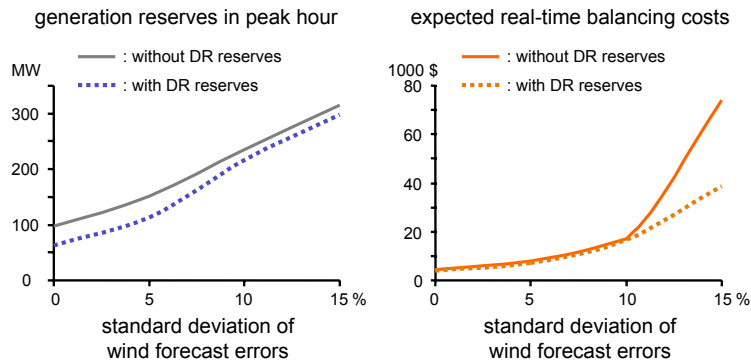 generation reserves in peak hour
: without DR reserves
MW
: with DR reserves
300
200
100
0
0
5
10
15 %
standard deviation of
wind forecast errors
expected real-time balancing costs
: without DR reserves
1000 $
: with DR reserves
80
60
40
20
0
0
5
10
15 %
standard deviation of
wind forecast errors